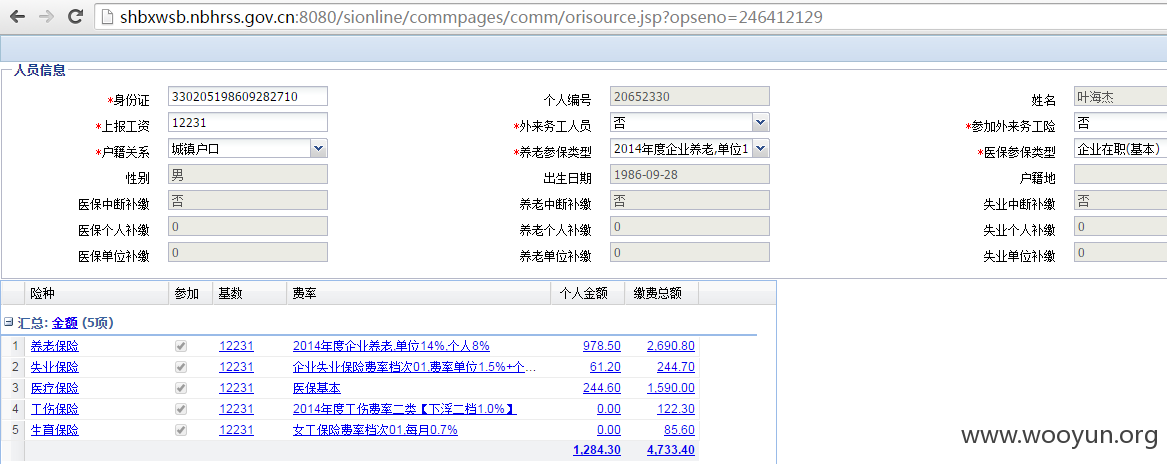 shbxwsb.nbhrss.gov.cn:8080/sionline/commpages/comm/orisource.jsp?opseno=246412129
人员信息
*身份证 330205198609282710 个人编号 20652330 姓名 叶海杰
*上报工资 12231 *外来务工人员 否 *参加外来务工险 否
*户籍关系 城镇户口 *养老参保类型 2014年度企业养老,单位1 *医保参保类型 企业在职(基本)
性别 男 出生日期 1986-09-28 户籍地
医保中断补缴 否 养老中断补缴 否 失业中断补缴 否
医保个人补缴 0 养老个人补缴 0 失业个人补缴 0
医保单位补缴 0 养老单位补缴 0 失业单位补缴 0
险种 参加 基数 费率 个人金额 缴费总额
汇总: 金额 (5项)
1 养老保险 12231 2014年度企业养老,单位14%,个人8% 978.50 2,690.80
2 失业保险 12231 企业失业保险费率档次01,费率单位1.5%+个... 61.20 244.70
3 医疗保险 12231 医保基本 244.60 1,590.00
4 工伤保险 12231 2014年度工伤费率二类【下浮二档1.0%】 0.00 122.30
5 生育保险 12231 女工保险费率档次01,每月0.7% 0.00 85.60
1,284.30 4,733.40
www.wooyun.org